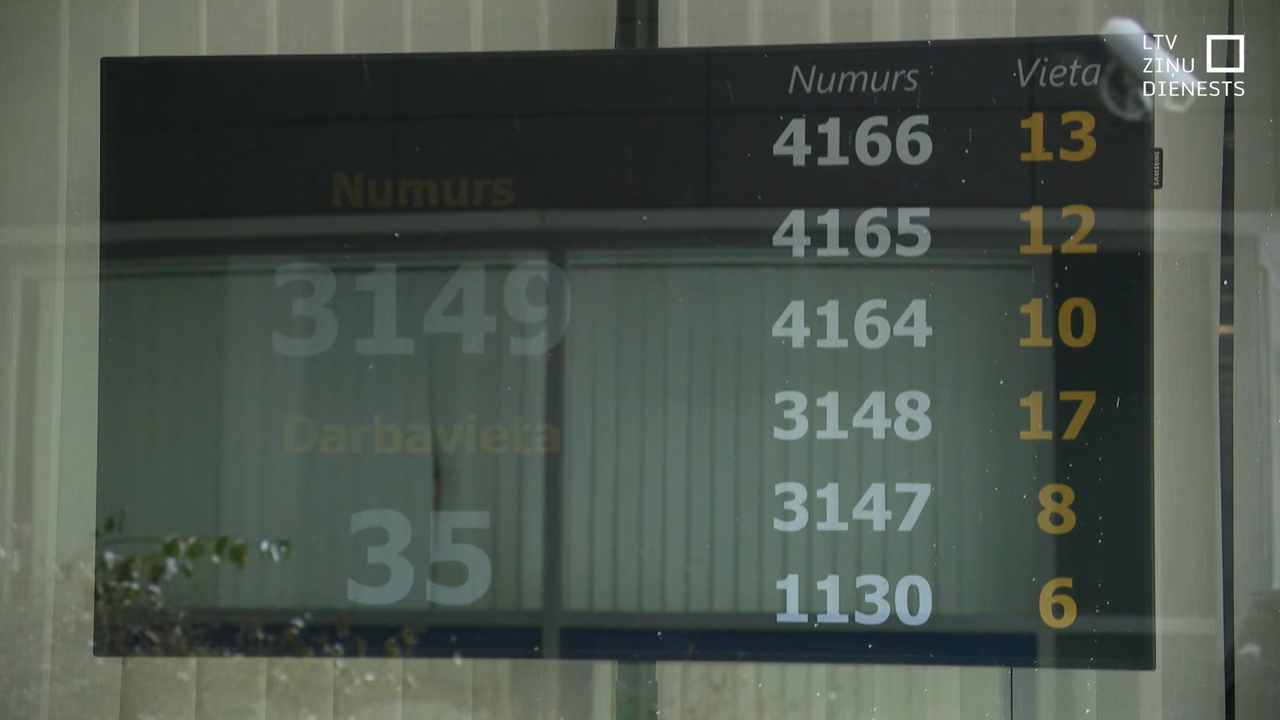 LTV
ZIŅU
DIENESTS
Numurs Vieta
4166 13
4165 12
4164 10
3148 17
3147 8
1130 6
Numurs
3149
Darbavieta
35